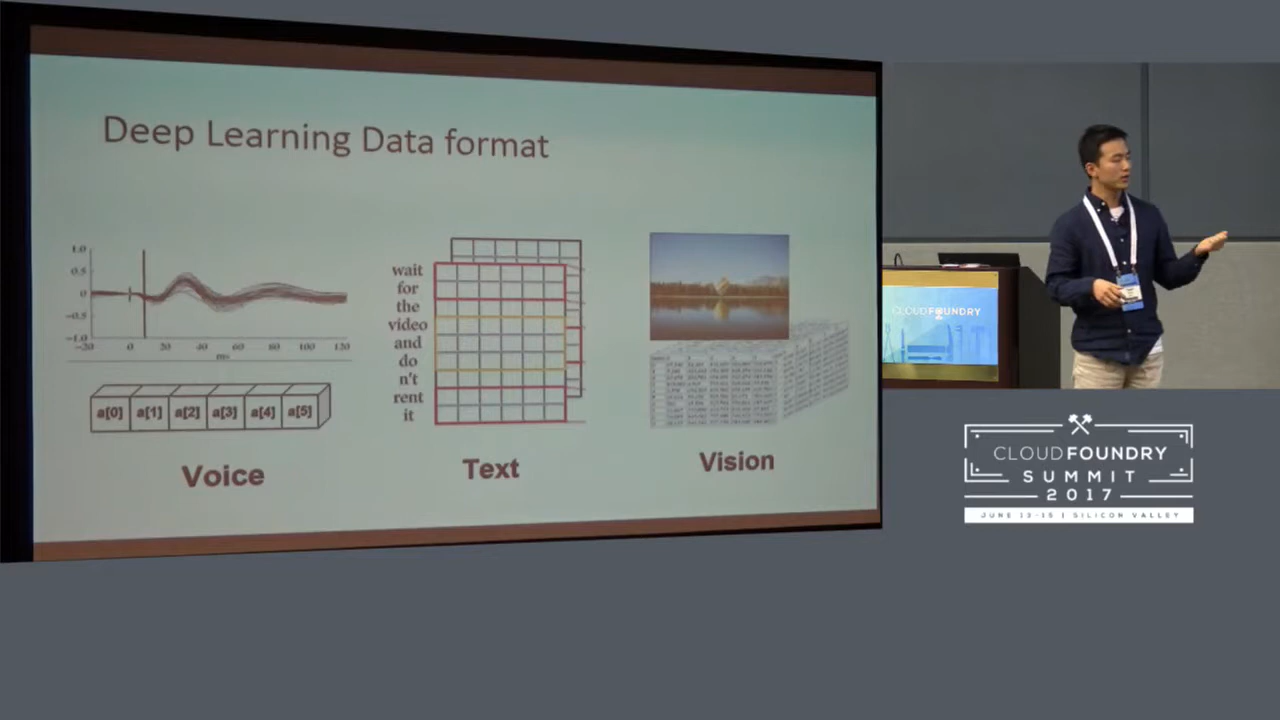 Deep Learning Data format
1.0
0.5
0
-0.5
-1.0
-20 0 20 40 60 80 100 120
ms
a[0] a[1] a[2] a[3] a[4] a[5]
Voice
wait
for
the
video
and
do
n't
rent
it
Text
Vision
CLOUDFOUNDRY
CLOUDFOUNDRY
SUMMIT
2017
JUNE 13-15 | SILICON VALLEY